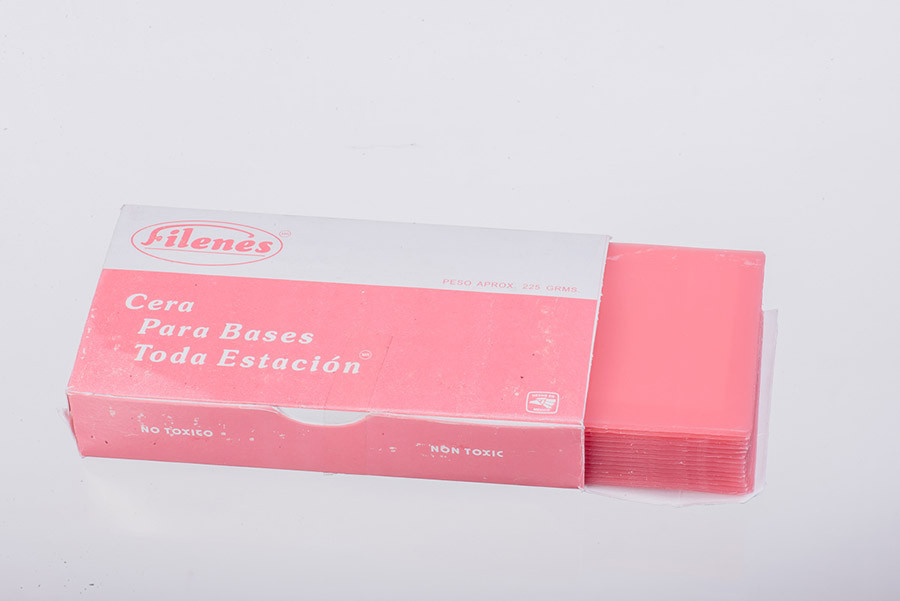 Filenes
PESO APROX. 225 GRMS
Cera
Para Bases
Toda Estación
NO TOXICO
NON TOXIC